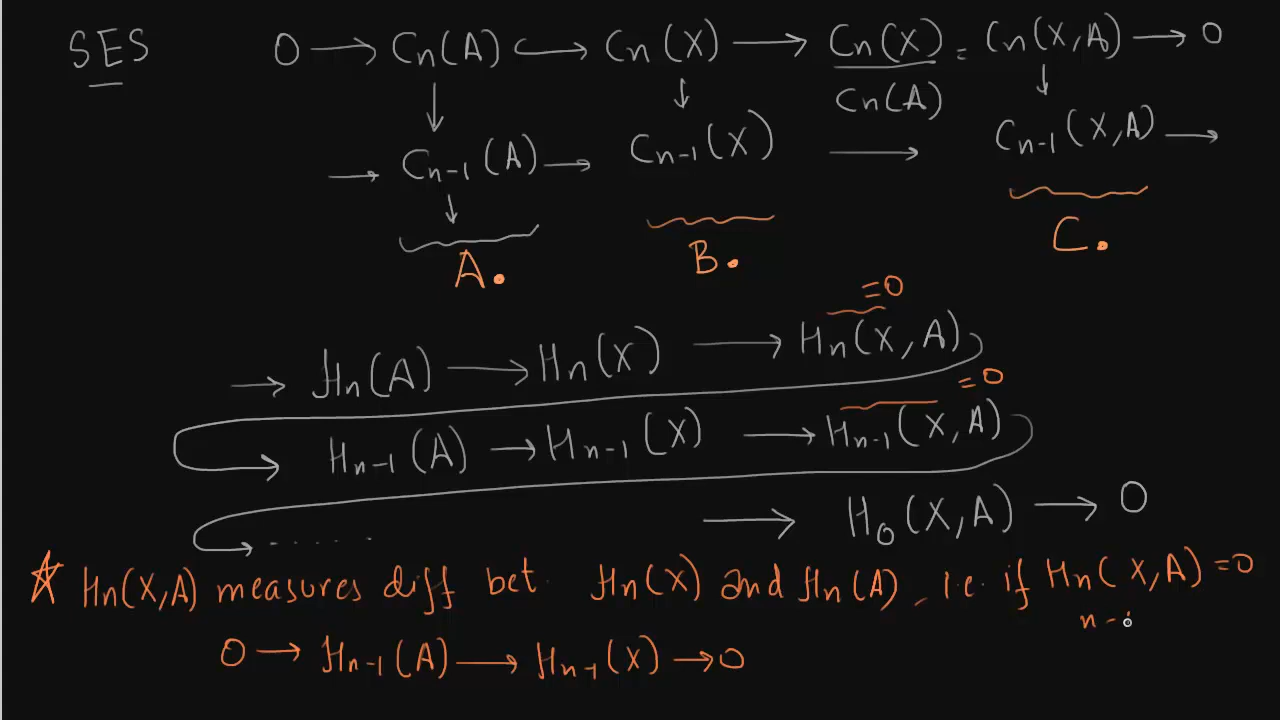 SES 0 → Cn(A) ↪ Cn(X) → Cn(X)/Cn(A) = Cn(X,A) → 0
↓ ↓ ↓
→ Cn-1(A) → Cn-1(X) → Cn-1(X,A) →
↓
A. B. C.
=0
→ Hn(A) → Hn(X) → Hn(X,A)
=0
→ Hn-1(A) → Hn-1(X) → Hn-1(X,A)
→ ...... → H0(X,A) → 0
☆ Hn(X,A) measures diff bet. Hn(X) and Hn(A), i.e. if Hn(X,A)=0
n-
0 → Hn-1(A) → Hn-1(X) → 0